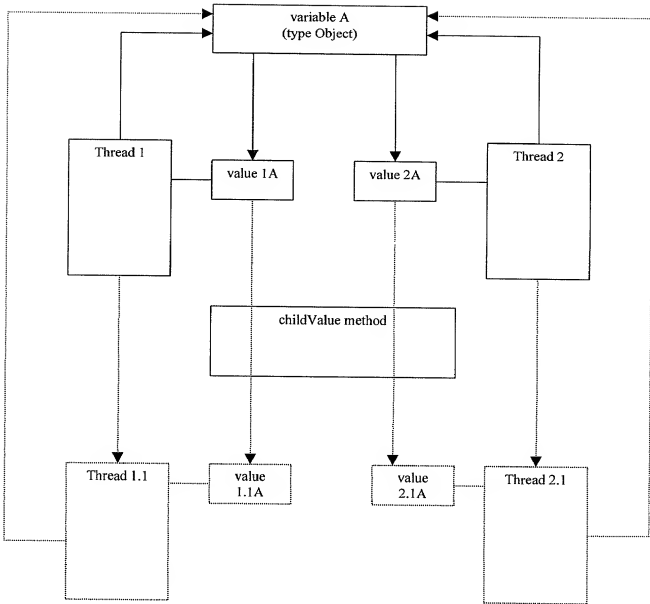 variable A
(type Object)
Thread 1
value 1A
value 2A
Thread 2
childValue method
Thread 1.1
value
1.1A
value
2.1A
Thread 2.1